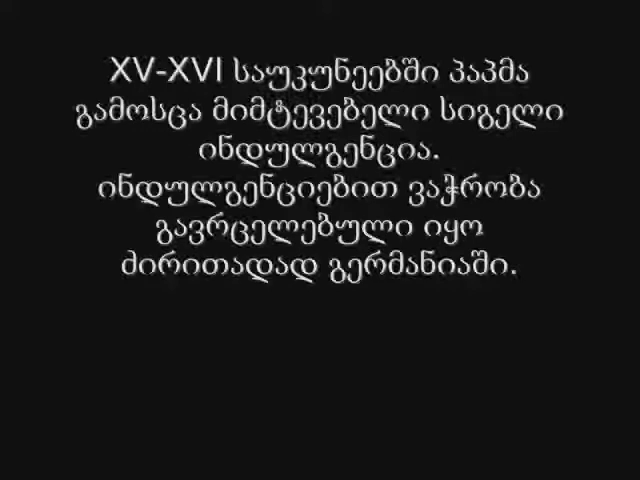 XV-XVI საუკუნეებში პაპმა
გამოსცა მიმტევებელი სიგელი
ინდულგენცია.
ინდულგენციებით ვაჭრობა
გავრცელებული იყო
ძირითადად გერმანიაში.